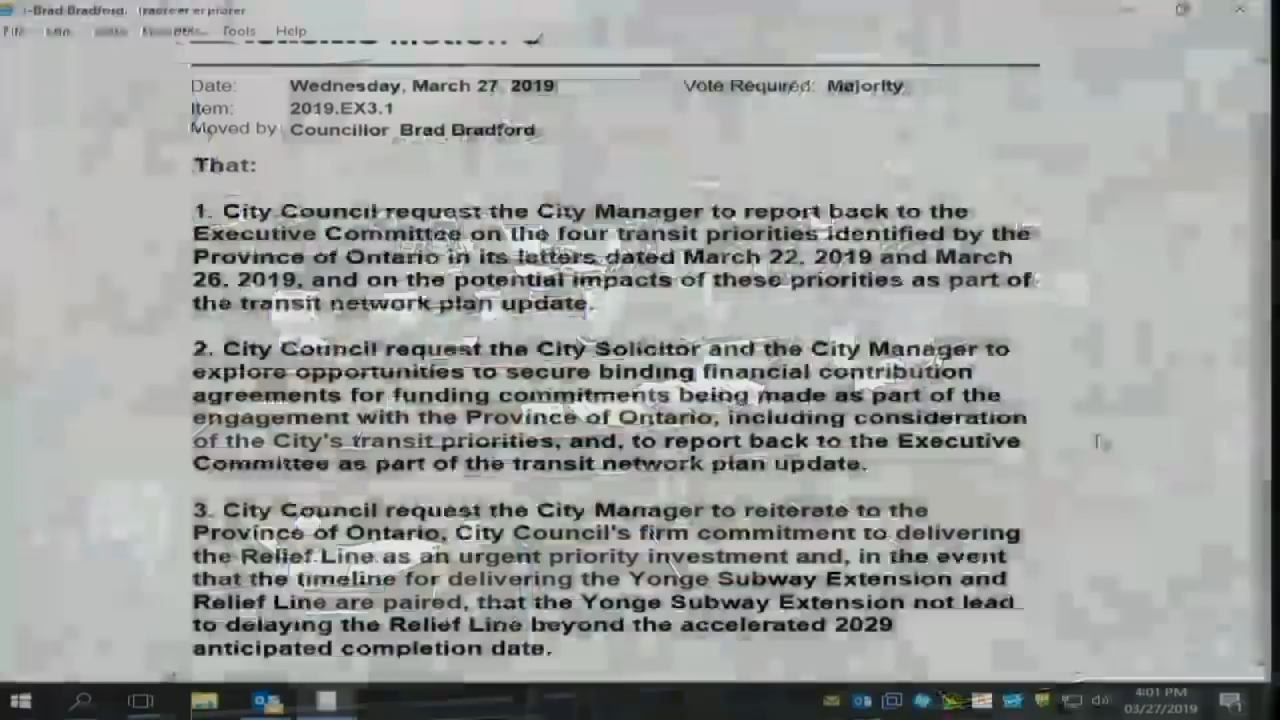 -Brad Bradford.
Tools Help
Date: Wednesday, March 27, 2019 Vote Required: Majority
Item: 2019.EX3.1
Moved by Councillor Brad Bradford
That:
1. City Council request the City Manager to report back to the
Executive Committee on the four transit priorities identified by the
Province of Ontario in its letters dated March 22, 2019 and March
26, 2019, and on the potential impacts of these priorities as part of
the transit network plan update.
2. City Council request the City Solicitor and the City Manager to
explore opportunities to secure binding financial contribution
agreements for funding commitments being made as part of the
engagement with the Province of Ontario, including consideration
of the City's transit priorities, and, to report back to the Executive
Committee as part of the transit network plan update.
3. City Council request the City Manager to reiterate to the
Province of Ontario, City Council's firm commitment to delivering
the Relief Line as an urgent priority investment and, in the event
that the timeline for delivering the Yonge Subway Extension and
Relief Line are paired, that the Yonge Subway Extension not lead
to delaying the Relief Line beyond the accelerated 2029
anticipated completion date.
4:01 PM
03/27/2019